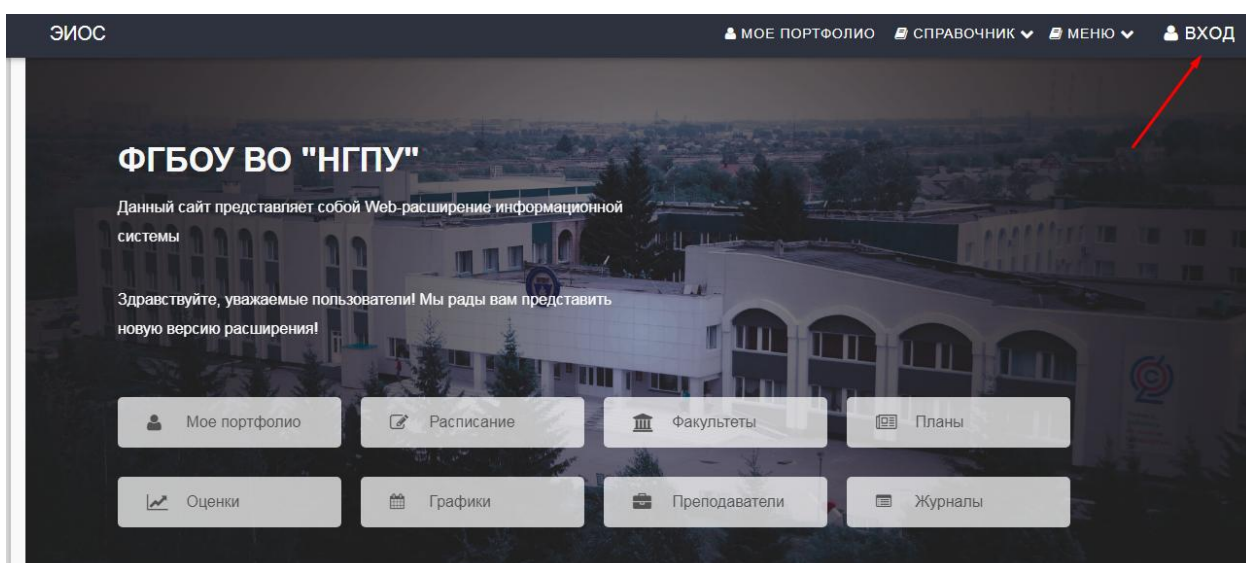 ЭИОС
МОЕ ПОРТФОЛИО СПРАВОЧНИК МЕНЮ ВХОД
ФГБОУ ВО "НГПУ"
Данный сайт представляет собой Web-расширение информационной
системы
Здравствуйте, уважаемые пользователи! Мы рады вам представить
новую версию расширения!
Мое портфолио Расписание Факультеты Планы
Оценки Графики Преподаватели Журналы